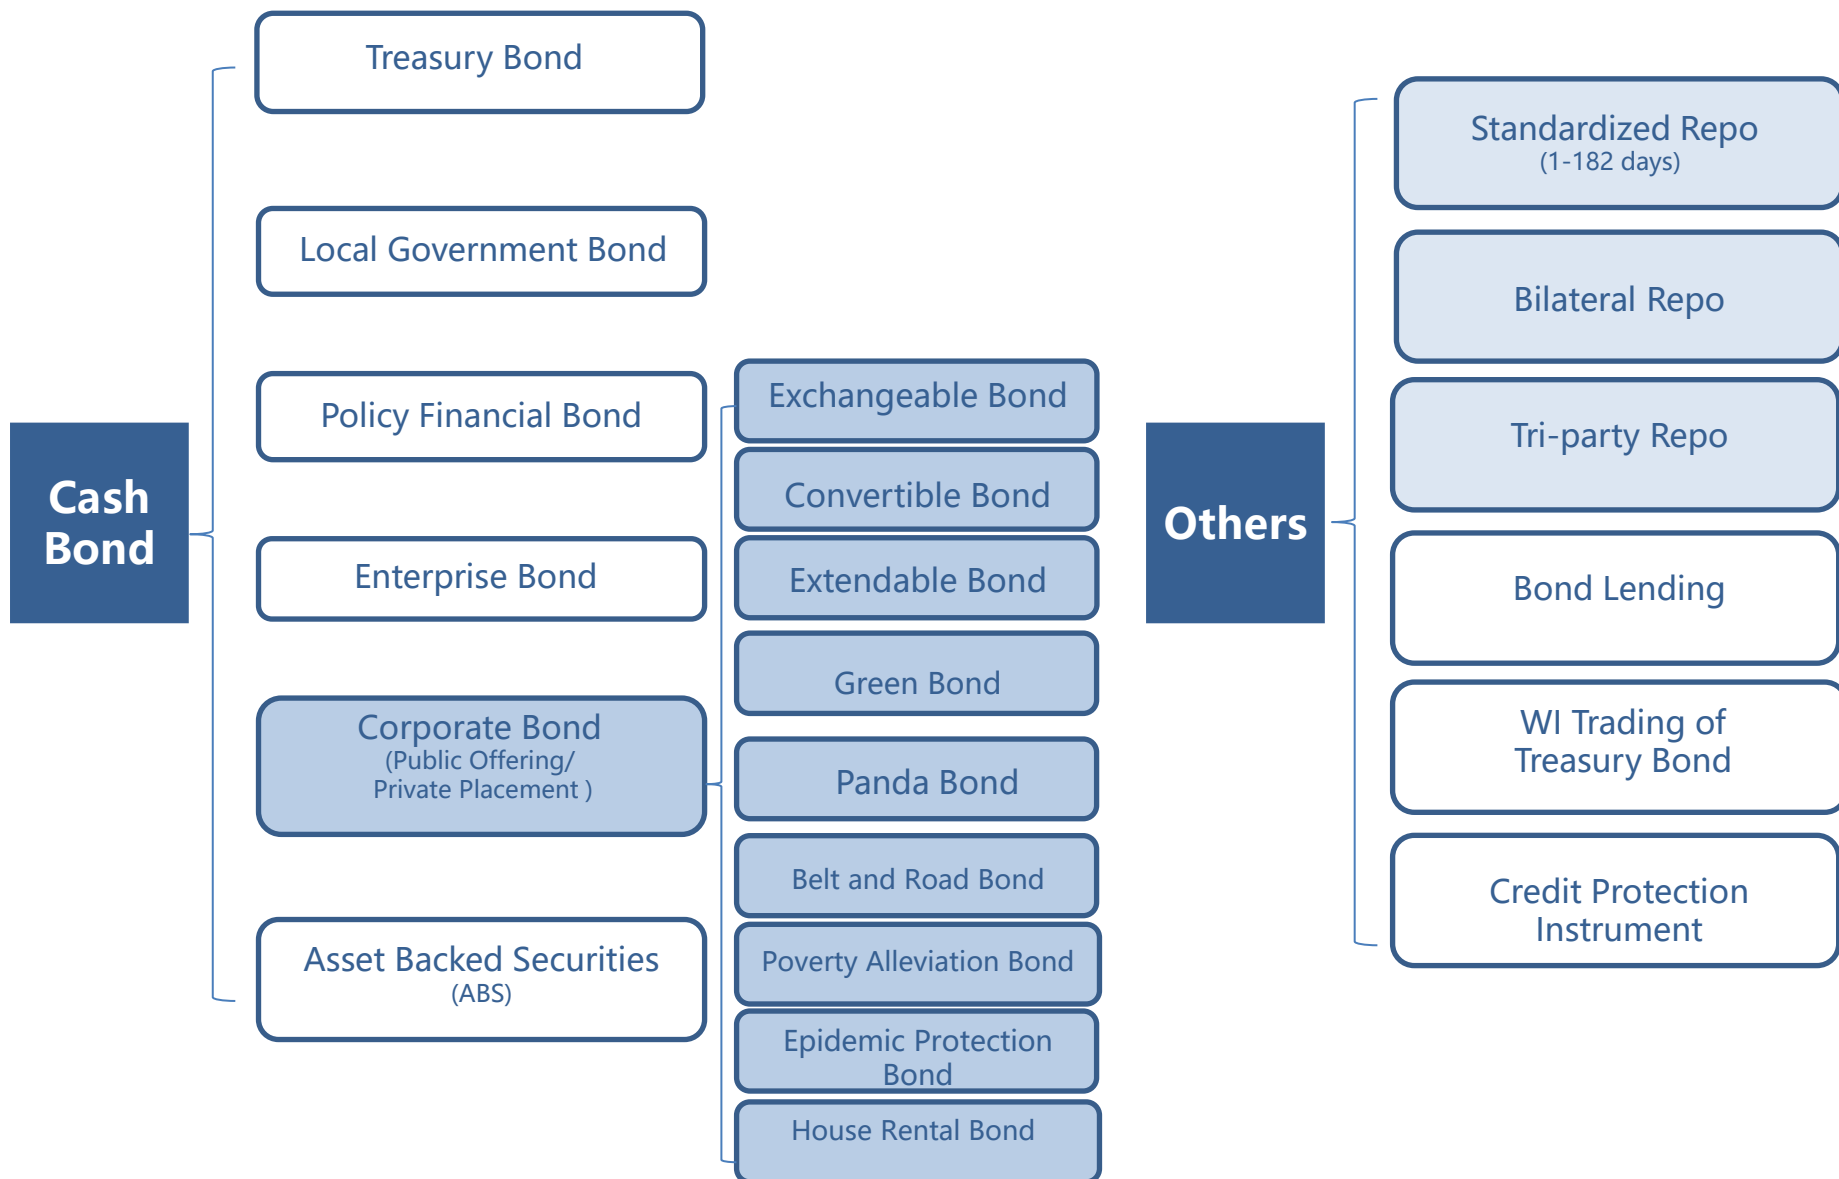 Cash
Bond
Treasury Bond
Local Government Bond
Policy Financial Bond
Enterprise Bond
Corporate Bond
(Public Offering/
Private Placement )
Asset Backed Securities
(ABS)
Exchangeable Bond
Convertible Bond
Extendable Bond
Green Bond
Panda Bond
Belt and Road Bond
Poverty Alleviation Bond
Epidemic Protection
Bond
House Rental Bond
Others
Standardized Repo
(1-182 days)
Bilateral Repo
Tri-party Repo
Bond Lending
WI Trading of
Treasury Bond
Credit Protection
Instrument